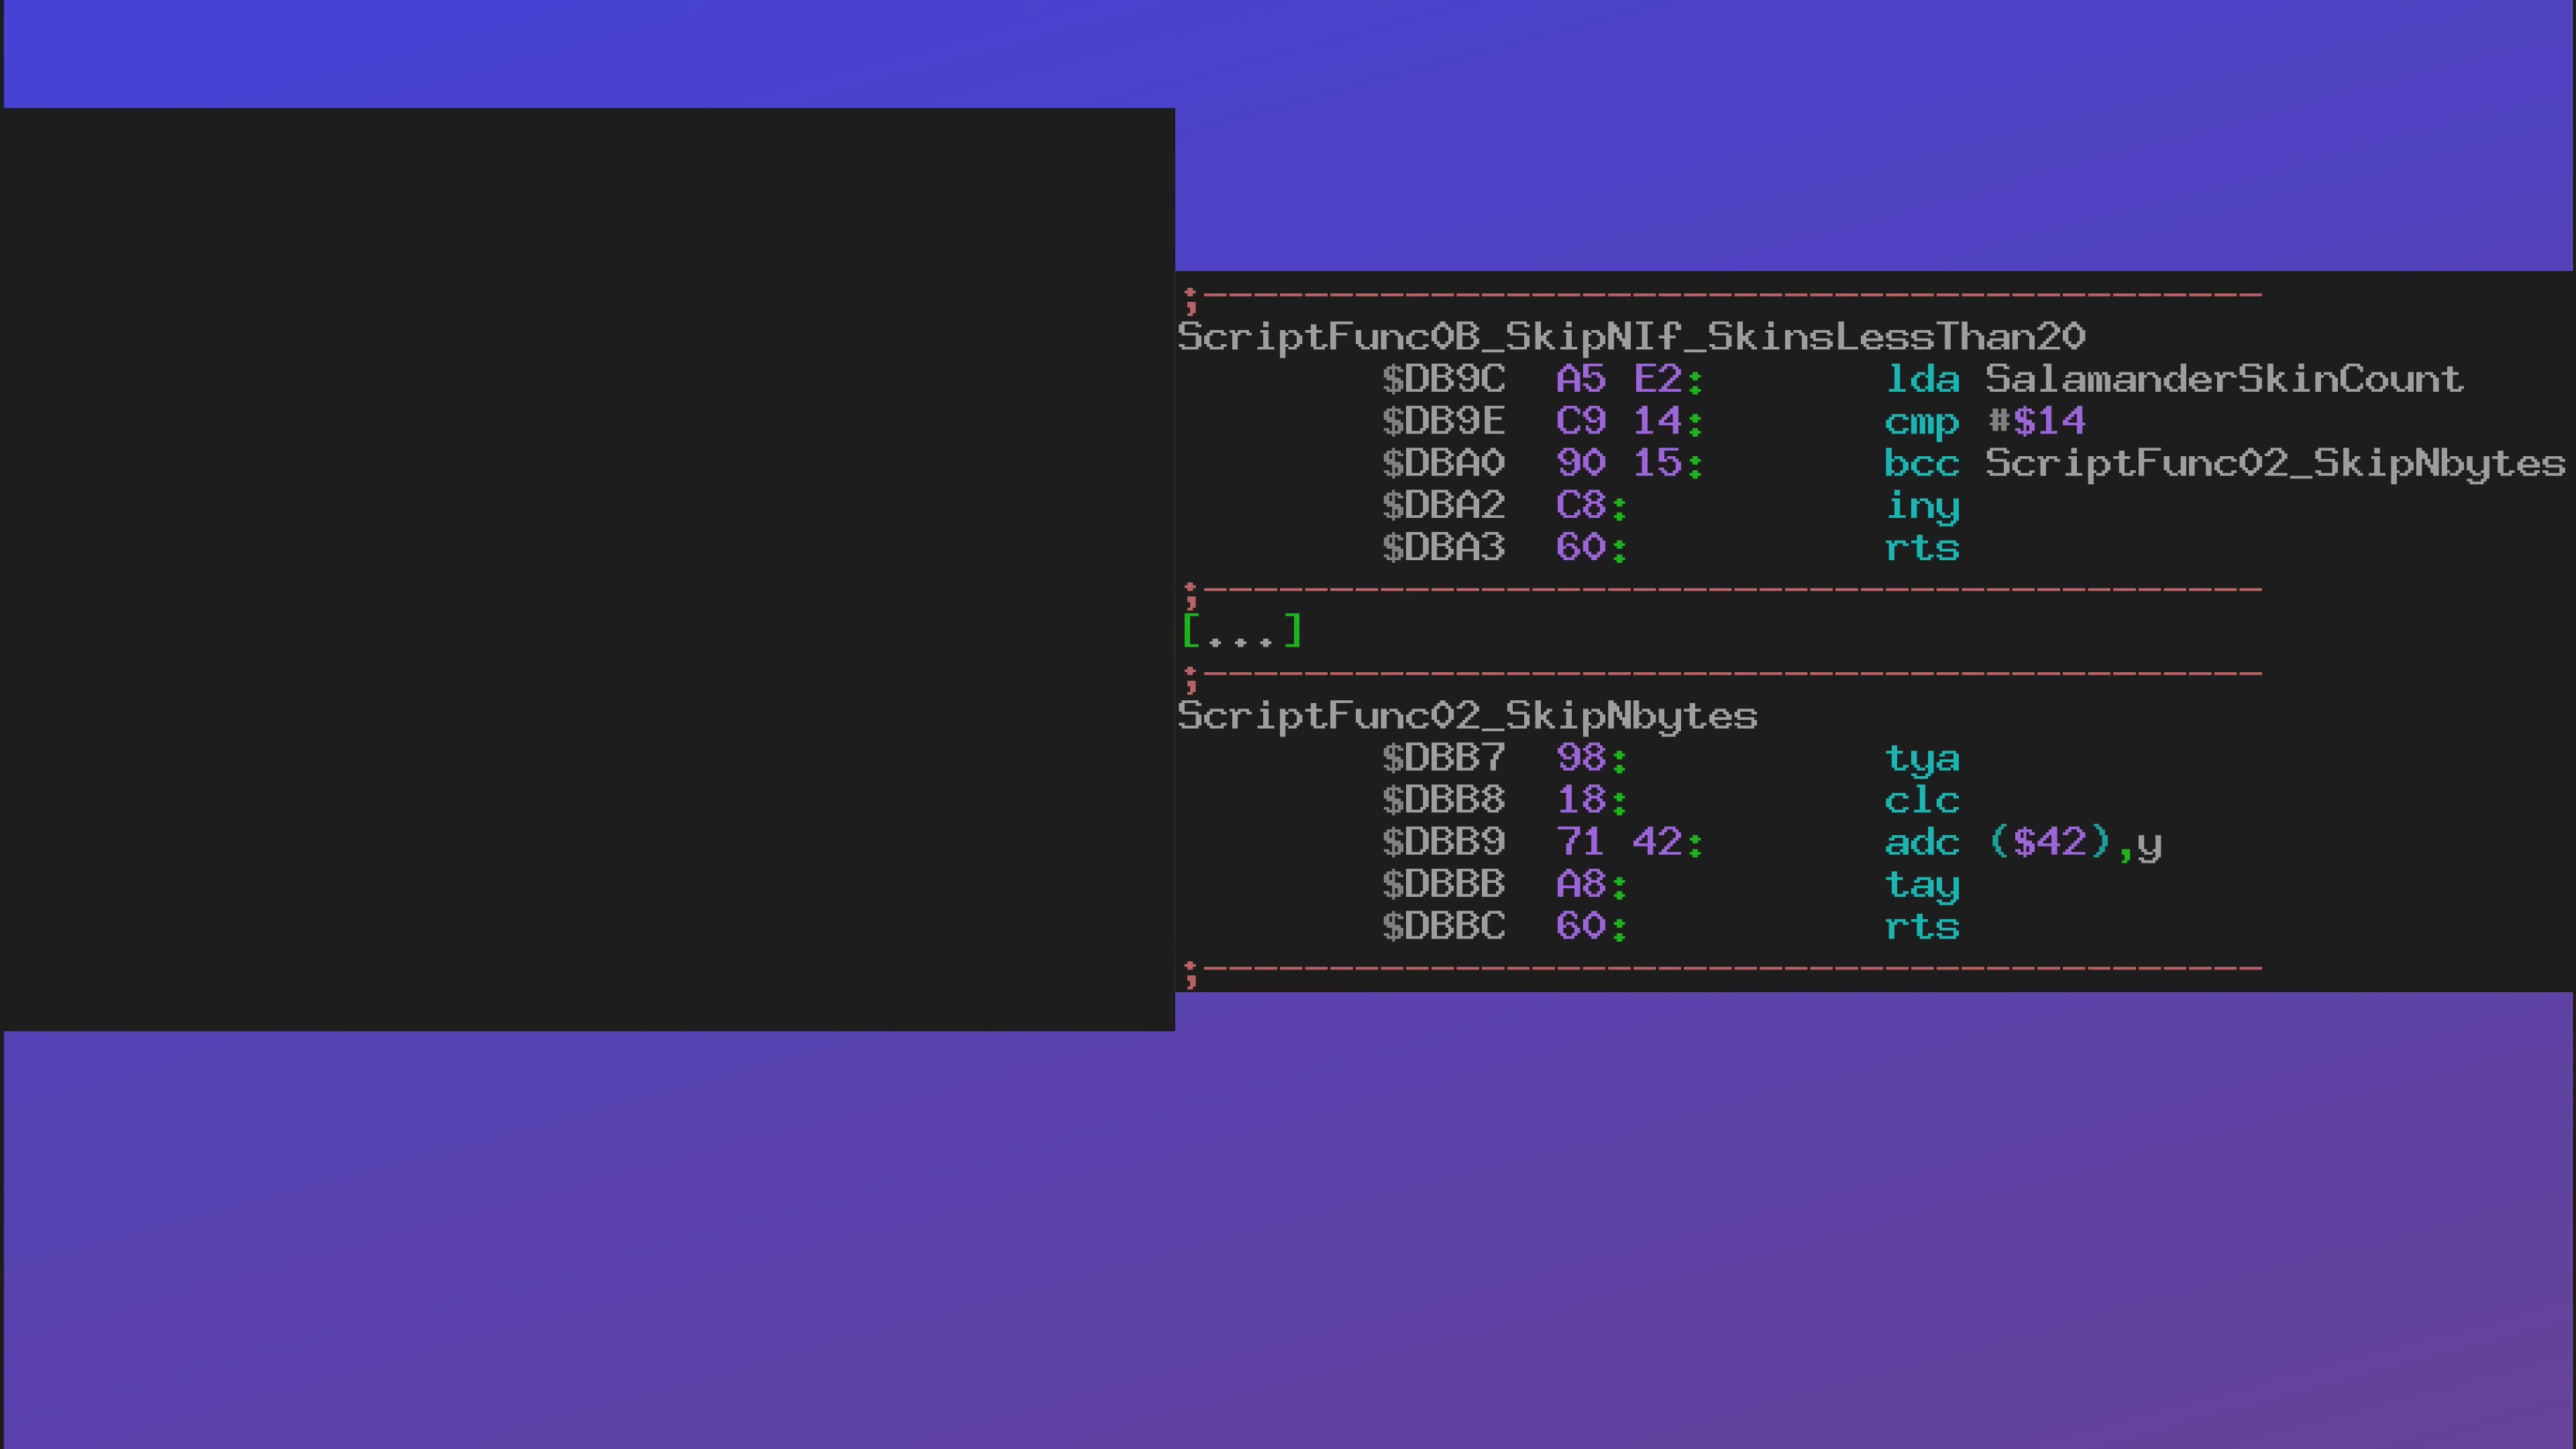 ;------------------------------------------
ScriptFunc0B_SkipNIf_SkinsLessThan20
$DB9C A5 E2: lda SalamanderSkinCount
$DB9E C9 14: cmp #$14
$DBA0 90 15: bcc ScriptFunc02_SkipNbytes
$DBA2 C8: iny
$DBA3 60: rts
;------------------------------------------
[...]
;------------------------------------------
ScriptFunc02_SkipNbytes
$DBB7 98: tya
$DBB8 18: clc
$DBB9 71 42: adc ($42),y
$DBBB A8: tay
$DBBC 60: rts
;------------------------------------------